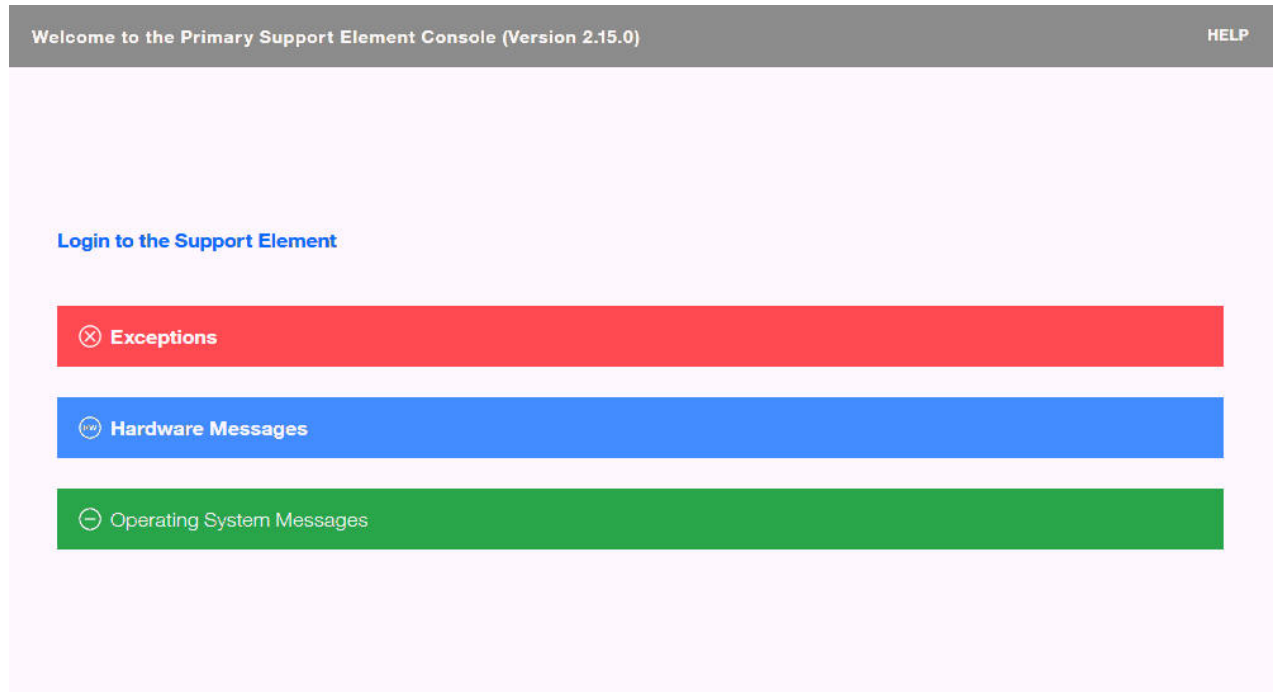 Welcome to the Primary Support Element Console (Version 2.15.0) HELP
Login to the Support Element
Exceptions
HW Hardware Messages
Operating System Messages